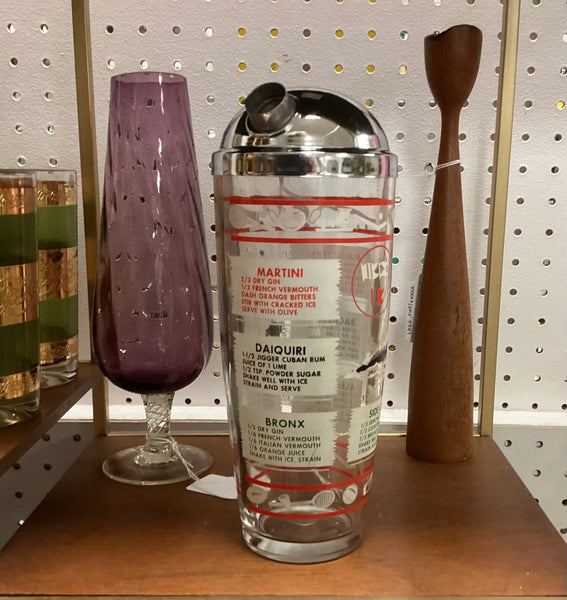 MARTINI
2/3 DRY GIN
1/3 FRENCH VERMOUTH
DASH ORANGE BITTERS
STIR WITH CRACKED ICE
SERVE WITH OLIVE
DAIQUIRI
1-1/2 JIGGER CUBAN RUM
JUICE OF 1 LIME
1/2 TSP. POWDER SUGAR
SHAKE WELL WITH ICE
STRAIN AND SERVE
BRONX
1/2 DRY GIN
1/6 FRENCH VERMOUTH
1/6 ITALIAN VERMOUTH
1/6 ORANGE JUICE
SHAKE WITH ICE, STRAIN